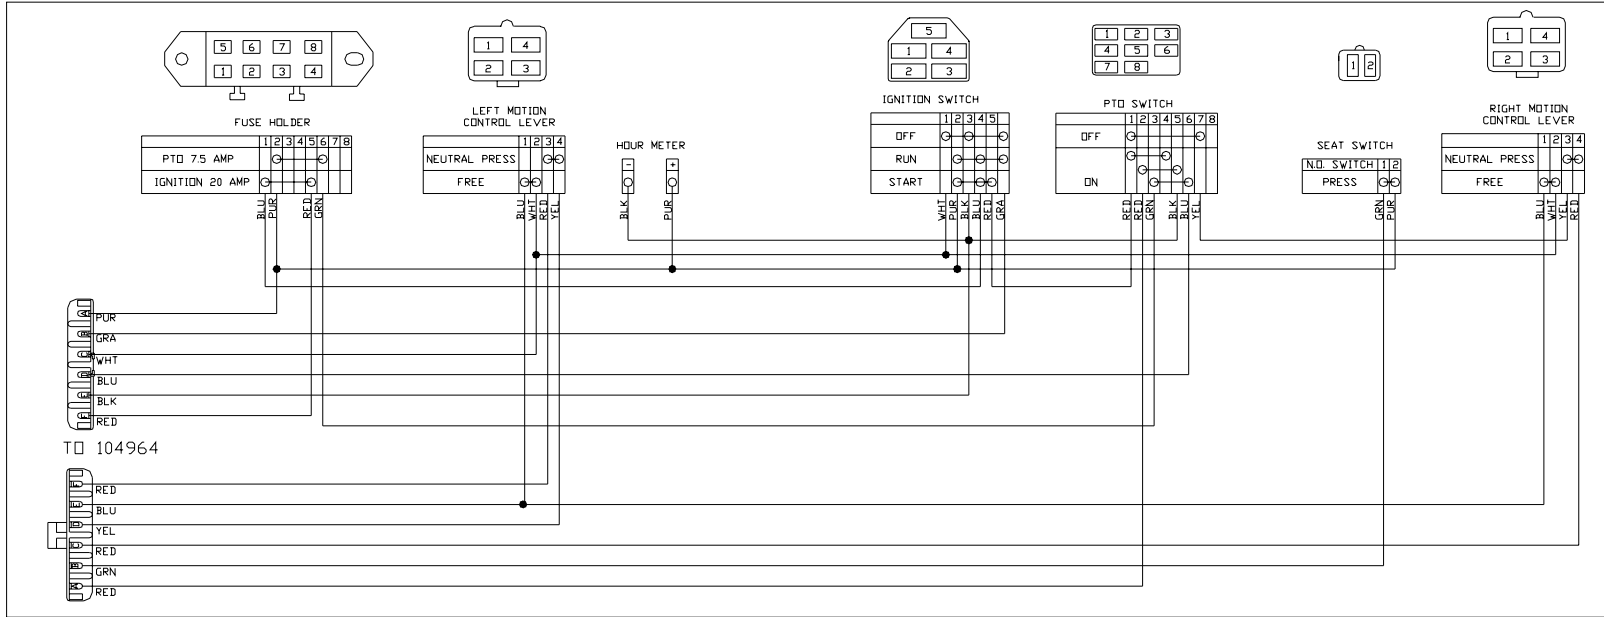 5 6 7 8
1 2 3 4
FUSE HOLDER
1 2 3 4 5 6 7 8
PTO 7.5 AMP
IGNITION 20 AMP
BLU PUR RED GRN
1 4
2 3
LEFT MOTION
CONTROL LEVER
1 2 3 4
NEUTRAL PRESS
FREE
BLU WHT RED YEL
HOUR METER
- +
BLK PUR
5
1 4
2 3
IGNITION SWITCH
1 2 3 4 5
OFF
RUN
START
WHT PUR BLK BLU RED GRA
1 2 3
4 5 6
7 8
PTO SWITCH
1 2 3 4 5 6 7 8
OFF
ON
RED RED GRN BLK BLU YEL
1 2
SEAT SWITCH
N.O. SWITCH 1 2
PRESS
GRN PUR
1 4
2 3
RIGHT MOTION
CONTROL LEVER
1 2 3 4
NEUTRAL PRESS
FREE
BLU WHT YEL RED
A PUR
B GRA
C WHT
D BLU
E BLK
F RED
TO 104964
F RED
E BLU
D YEL
C RED
B GRN
A RED